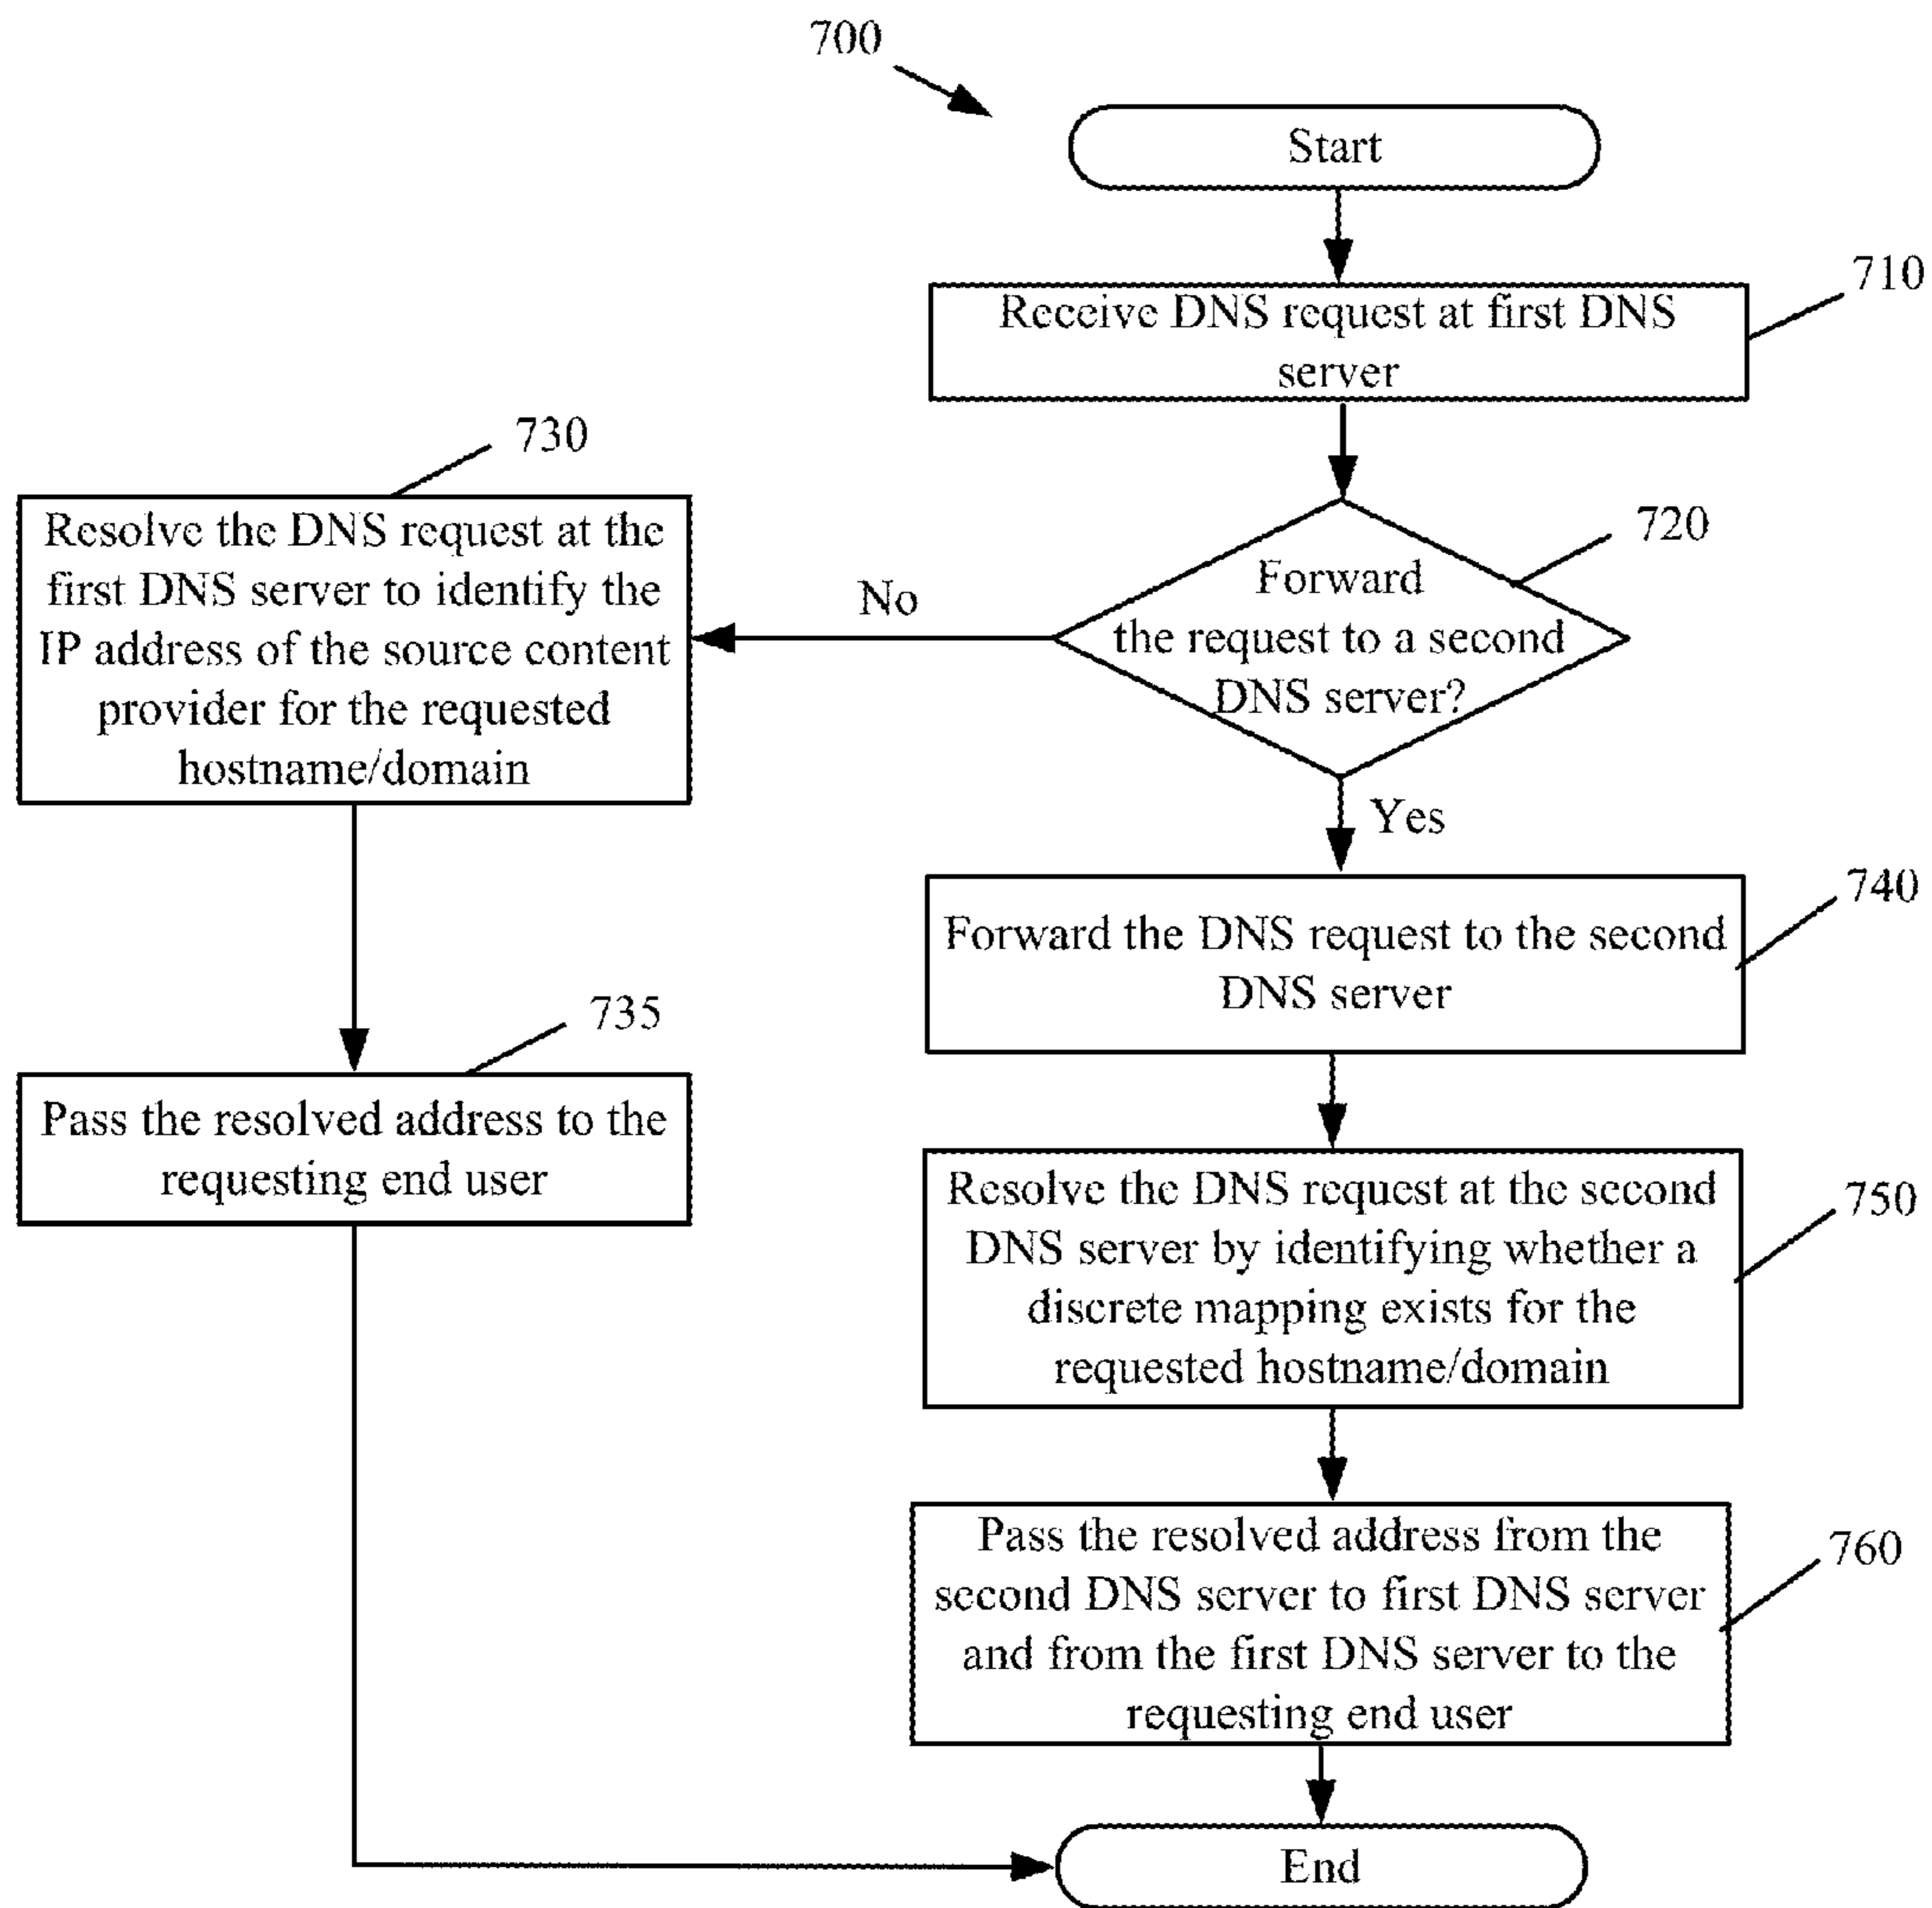 700
Start
710
Receive DNS request at first DNS
server
720
Forward
the request to a second
DNS server?
No
Yes
730
Resolve the DNS request at the
first DNS server to identify the
IP address of the source content
provider for the requested
hostname/domain
735
Pass the resolved address to the
requesting end user
740
Forward the DNS request to the second
DNS server
750
Resolve the DNS request at the second
DNS server by identifying whether a
discrete mapping exists for the
requested hostname/domain
760
Pass the resolved address from the
second DNS server to first DNS server
and from the first DNS server to the
requesting end user
End